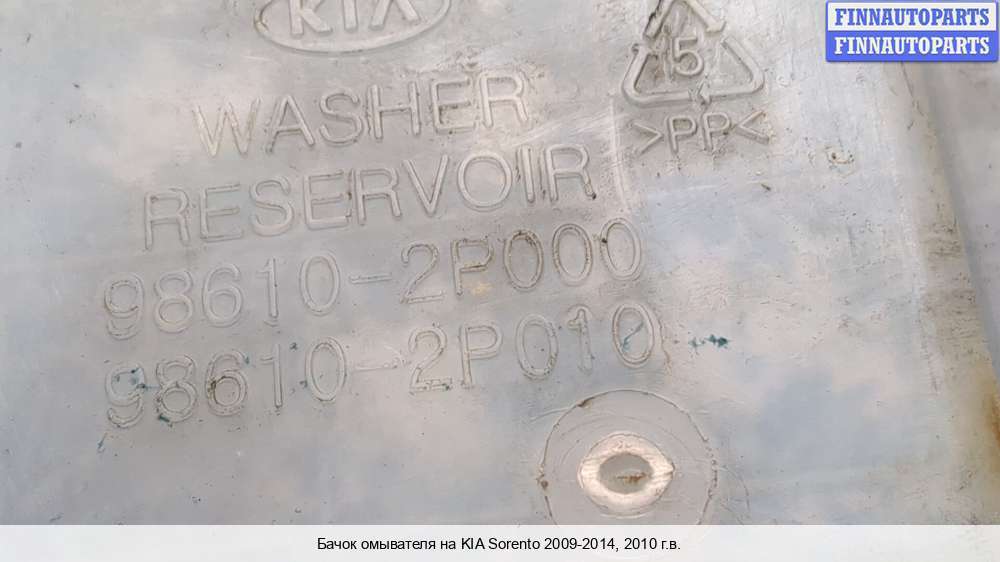 KIA
FINNAUTOPARTS
FINNAUTOPARTS
5
WASHER
>PP<
RESERVOIR
98610-2P000
98610-2P010
Бачок омывателя на KIA Sorento 2009-2014, 2010 г.в.